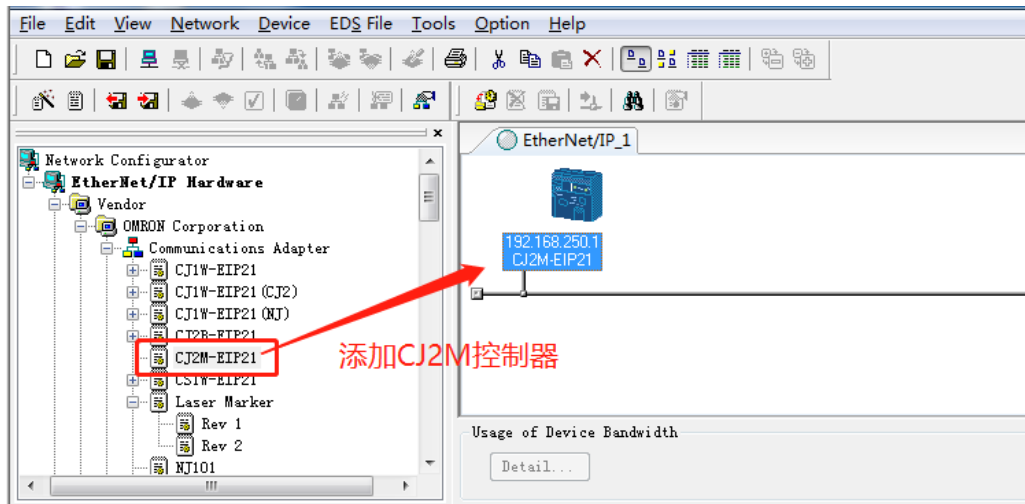 File Edit View Network Device EDS File Tools Option Help
EtherNet/IP_1
Network Configurator
EtherNet/IP Hardware
Vendor
OMRON Corporation
Communications Adapter
CJ1W-EIP21
CJ1W-EIP21(CJ2)
CJ1W-EIP21(NJ)
CJ2B-EIP21
CJ2M-EIP21
CS1W-EIP21
Laser Marker
Rev 1
Rev 2
NJ101
192.168.250.1
CJ2M-EIP21
添加CJ2M控制器
Usage of Device Bandwidth
Detail...